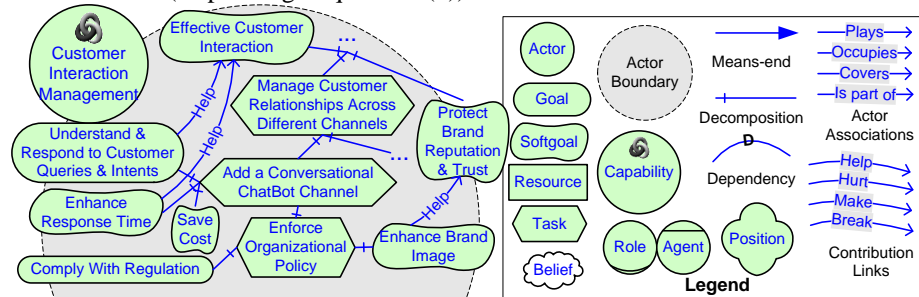 Customer
Interaction
Management
Effective Customer
Interaction
...
Manage Customer
Relationships Across
Different Channels
Protect
Brand
Reputation
& Trust
Help
Help
Understand &
Respond to Customer
Queries & Intents
...
Add a Conversational
ChatBot Channel
Enhance
Response Time
Save
Cost
Enforce
Organizational
Policy
Help
Enhance Brand
Image
Comply With Regulation
Actor
Goal
Softgoal
Resource
Task
Belief
Actor
Boundary
Capability
Role
Agent
Position
Means-end
Decomposition
D
Dependency
Plays
Occupies
Covers
Is part of
Actor
Associations
Help
Hurt
Make
Break
Contribution
Links
Legend